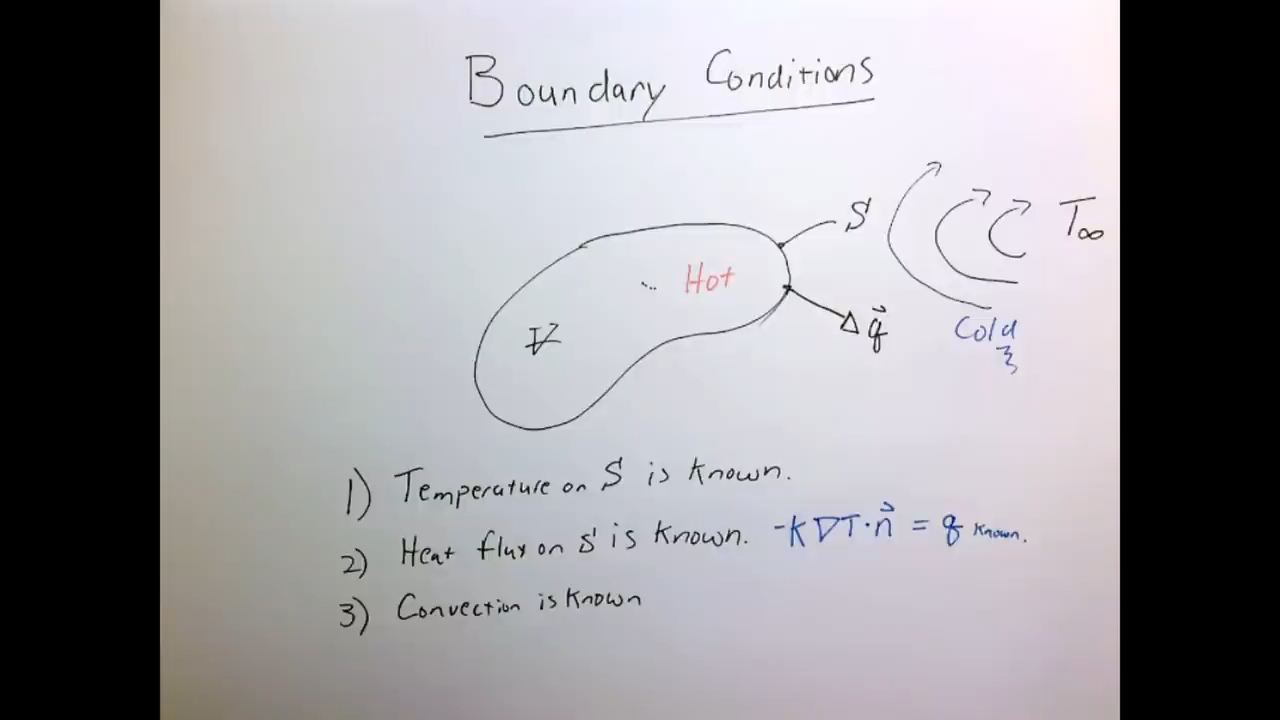 Boundary Conditions
S
T∞
Hot
V
Δ q⃗
Cold
1) Temperature on S is known.
2) Heat flux on S is known. -k∇T·n⃗ = q known.
3) Convection is known